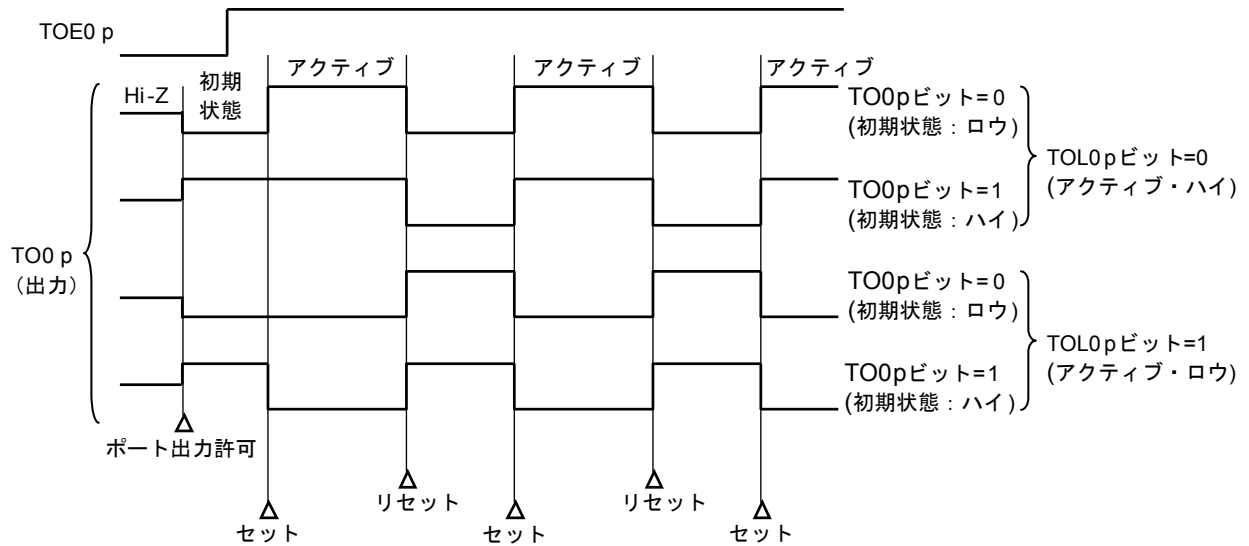 TOE0 p
Hi-Z
初期
状態
アクティブ
アクティブ
アクティブ
TO0 p
（出力）
TO0pビット=0
(初期状態：ロウ)
TO0pビット=1
(初期状態：ハイ)
TOL0pビット=0
(アクティブ・ハイ)
TO0pビット=0
(初期状態：ロウ)
TO0pビット=1
(初期状態：ハイ)
TOL0pビット=1
(アクティブ・ロウ)
ポート出力許可
セット
リセット
セット
リセット
セット